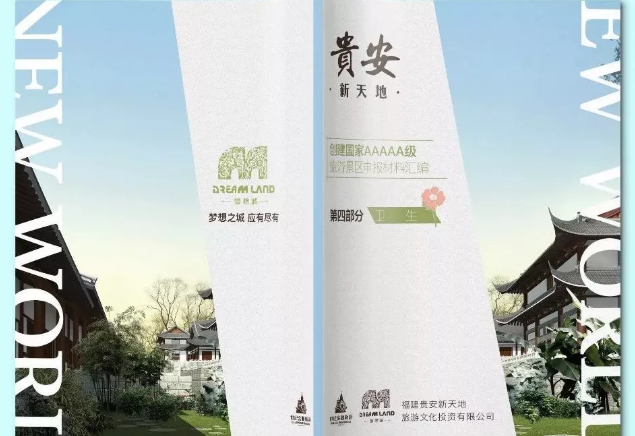 NEW WORL
DREAM LAND
梦想之城 应有尽有
貴安
·新天地·
创建国家AAAAA级
旅游景区申报材料汇编
第四部分 卫 生
DREAM LAND
福建贵安新天地
旅游文化投资有限公司
EW WORL